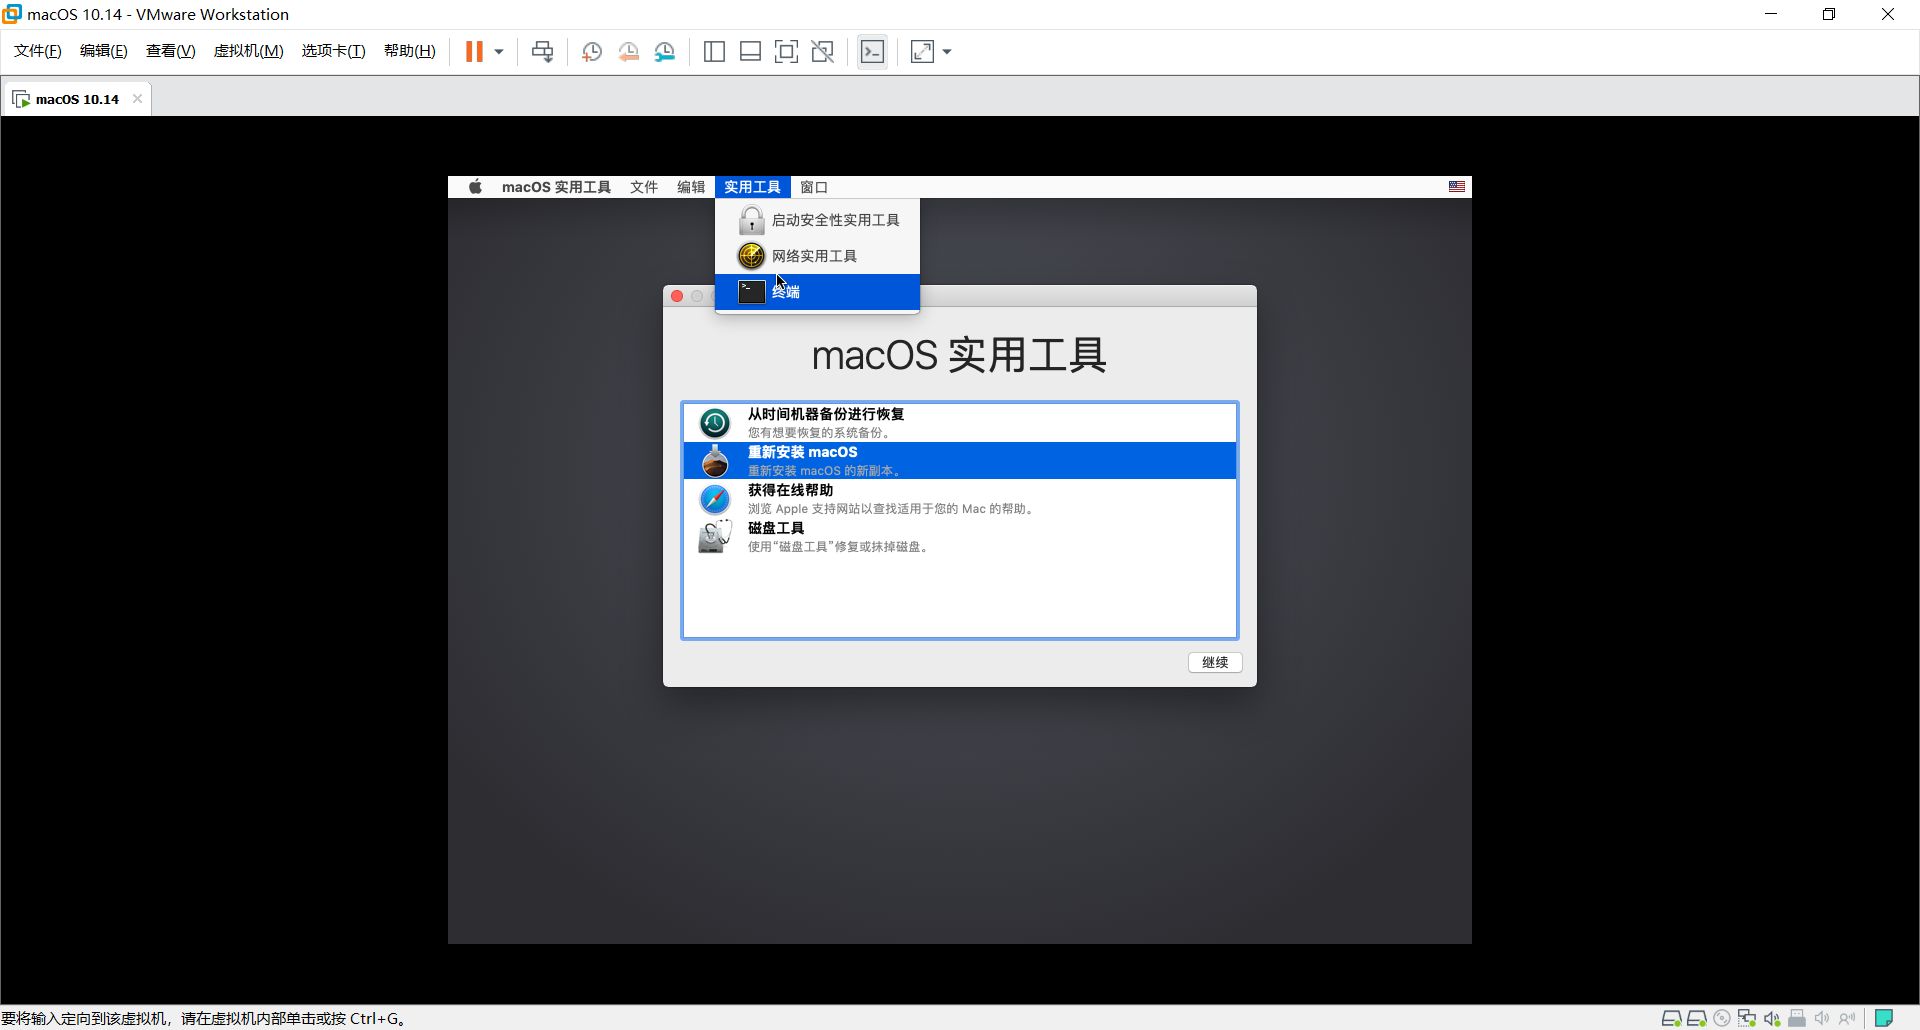 macOS 10.14 - VMware Workstation
文件(F) 编辑(E) 查看(V) 虚拟机(M) 选项卡(T) 帮助(H)
macOS 10.14
macOS 实用工具 文件 编辑 实用工具 窗口
启动安全性实用工具
网络实用工具
终端
macOS 实用工具
从时间机器备份进行恢复
您有想要恢复的系统备份。
重新安装 macOS
重新安装 macOS 的新副本。
获得在线帮助
浏览 Apple 支持网站以查找适用于您的 Mac 的帮助。
磁盘工具
使用“磁盘工具”修复或抹掉磁盘。
继续
要将输入定向到该虚拟机，请在虚拟机内部单击或按 Ctrl+G。